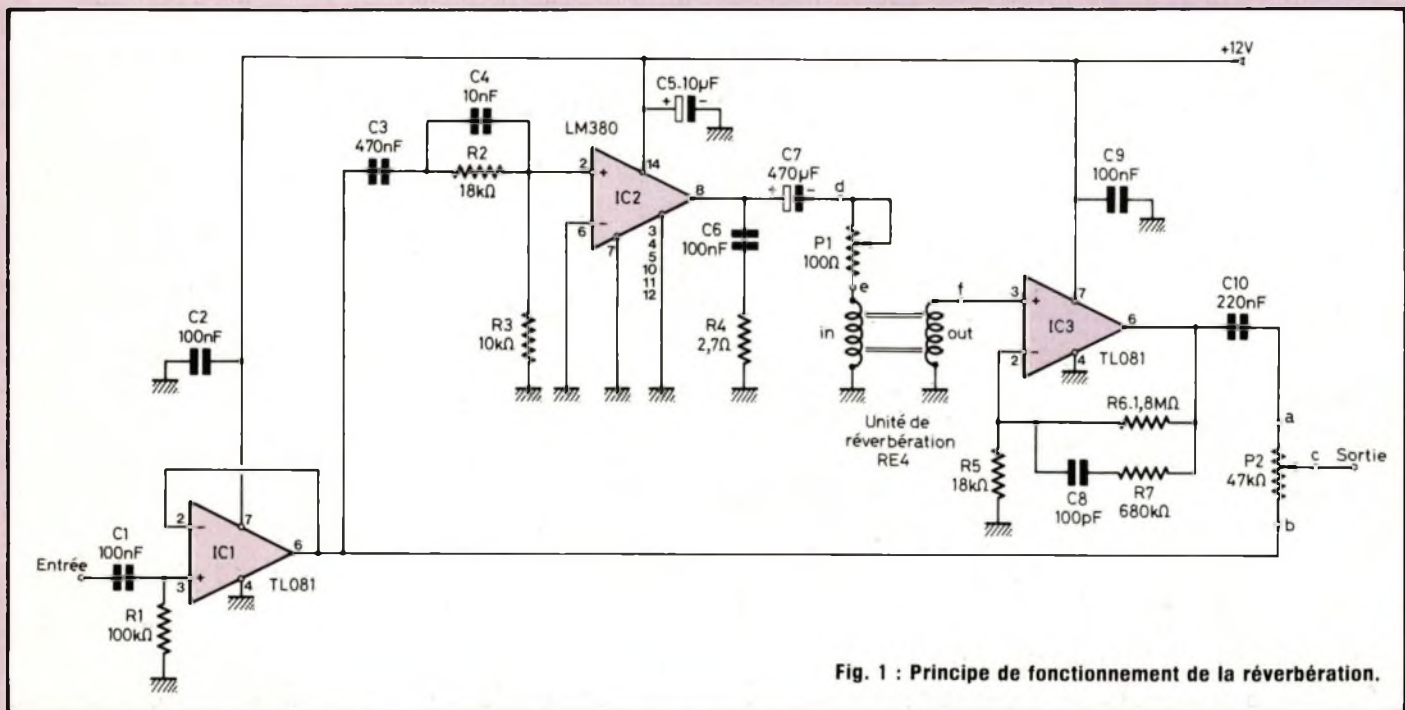 +12V
C5.10µF
+ −
C4
10nF
C3
470nF
R2
18kΩ
LM380
2
+
14
IC2
8
−
6
7
3
4
5
10
11
12
C7
470µF
+ −
d
C9
100nF
C6
100nF
P1
100Ω
e
f
in
out
3
+
7
IC3
6
−
2
4
TL081
C10
220nF
C2
100nF
R3
10kΩ
R4
2,7Ω
Unité de
réverbération
RE4
R6.1,8MΩ
a
R5
18kΩ
C8
100pF
R7
680kΩ
P2
47kΩ
c
Sortie
b
2
−
7
IC1
6
C1
100nF
Entrée
3
+
4
TL081
R1
100kΩ
Fig. 1 : Principe de fonctionnement de la réverbération.